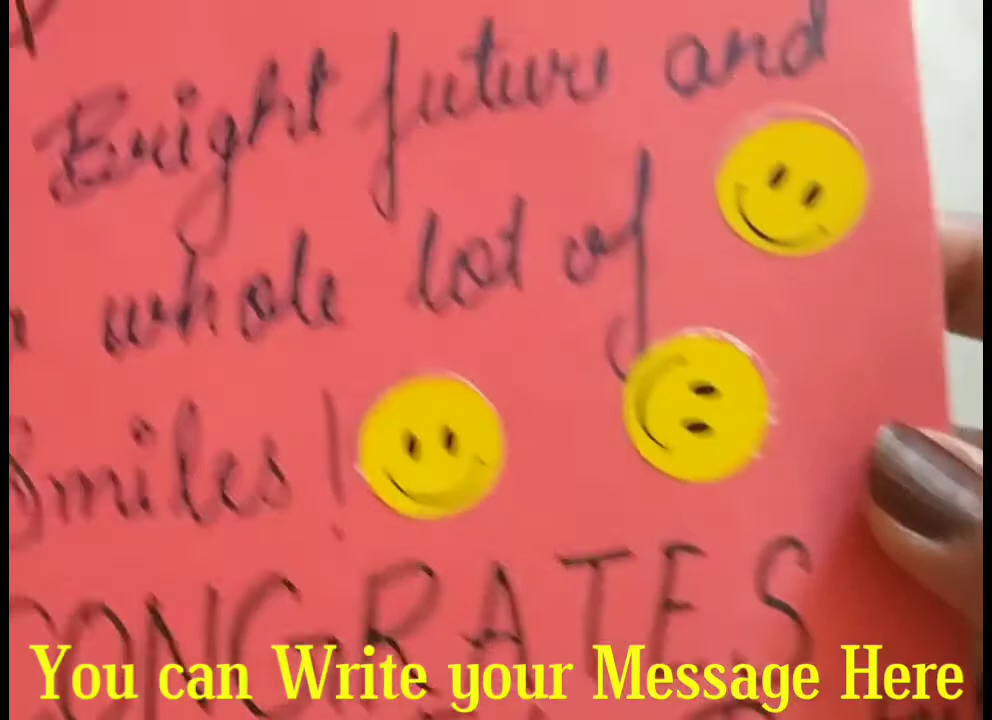 Bright future and
a whole lot of
Smiles!
CONGRATES
You can Write your Message Here